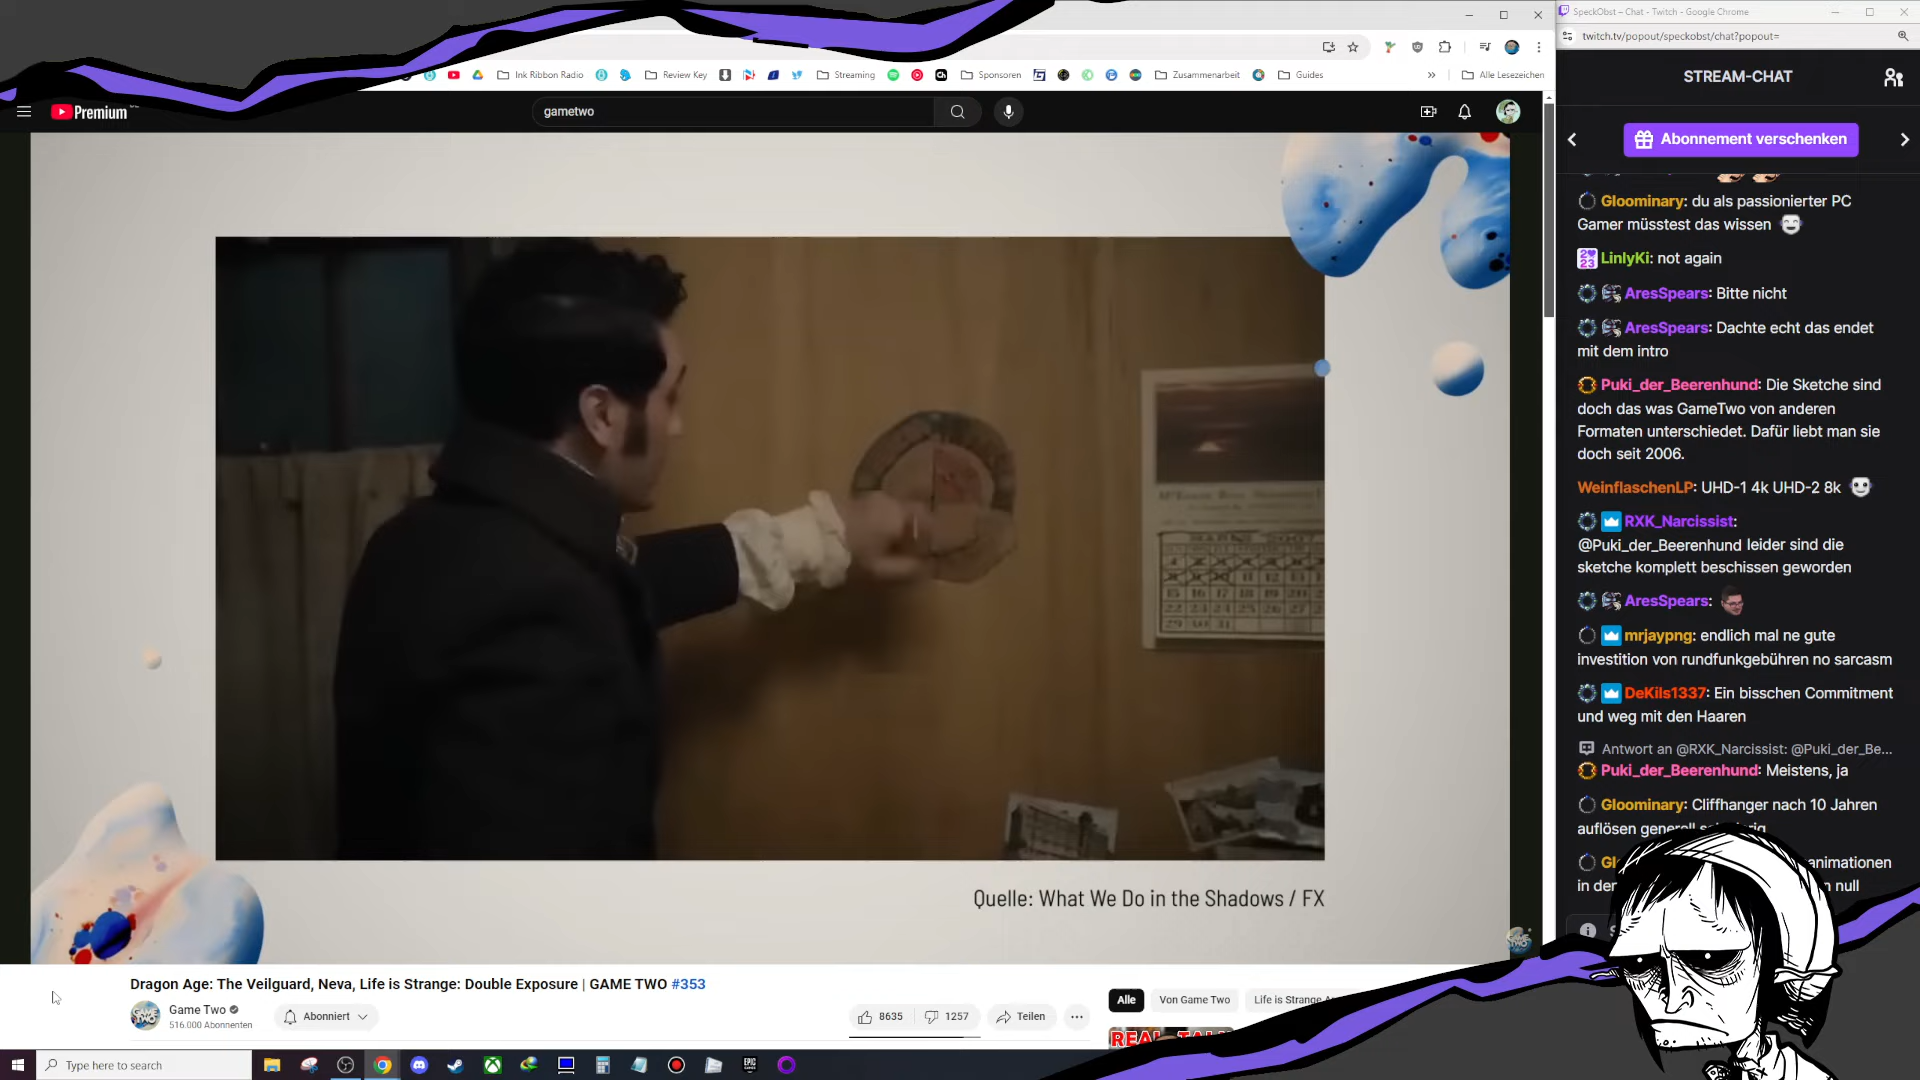 SpeckObst – Chat - Twitch - Google Chrome
twitch.tv/popout/speckobst/chat?popout=
Ink Ribbon Radio
Review Key
Streaming
Sponsoren
Zusammenarbeit
Guides
Alle Lesezeichen
Premium
gametwo
STREAM-CHAT
Abonnement verschenken
Gloominary: du als passionierter PC
Gamer müsstest das wissen
LinlyKi: not again
AresSpears: Bitte nicht
AresSpears: Dachte echt das endet
mit dem intro
Puki_der_Beerenhund: Die Sketche sind
doch das was GameTwo von anderen
Formaten unterschiedet. Dafür liebt man sie
doch seit 2006.
WeinflaschenLP: UHD-1 4k UHD-2 8k
RXK_Narcissist:
@Puki_der_Beerenhund leider sind die
sketche komplett beschissen geworden
AresSpears:
mrjaypng: endlich mal ne gute
investition von rundfunkgebühren no sarcasm
DeKils1337: Ein bisschen Commitment
und weg mit den Haaren
Antwort an @RXK_Narcissist: @Puki_der_Be...
Puki_der_Beerenhund: Meistens, ja
Gloominary: Cliffhanger nach 10 Jahren
auflösen generell
animationen
null
Quelle: What We Do in the Shadows / FX
Dragon Age: The Veilguard, Neva, Life is Strange: Double Exposure | GAME TWO #353
Game Two
516.000 Abonnenten
Abonniert
8635
1257
Teilen
Alle
Von Game Two
Life is Strange
Type here to search